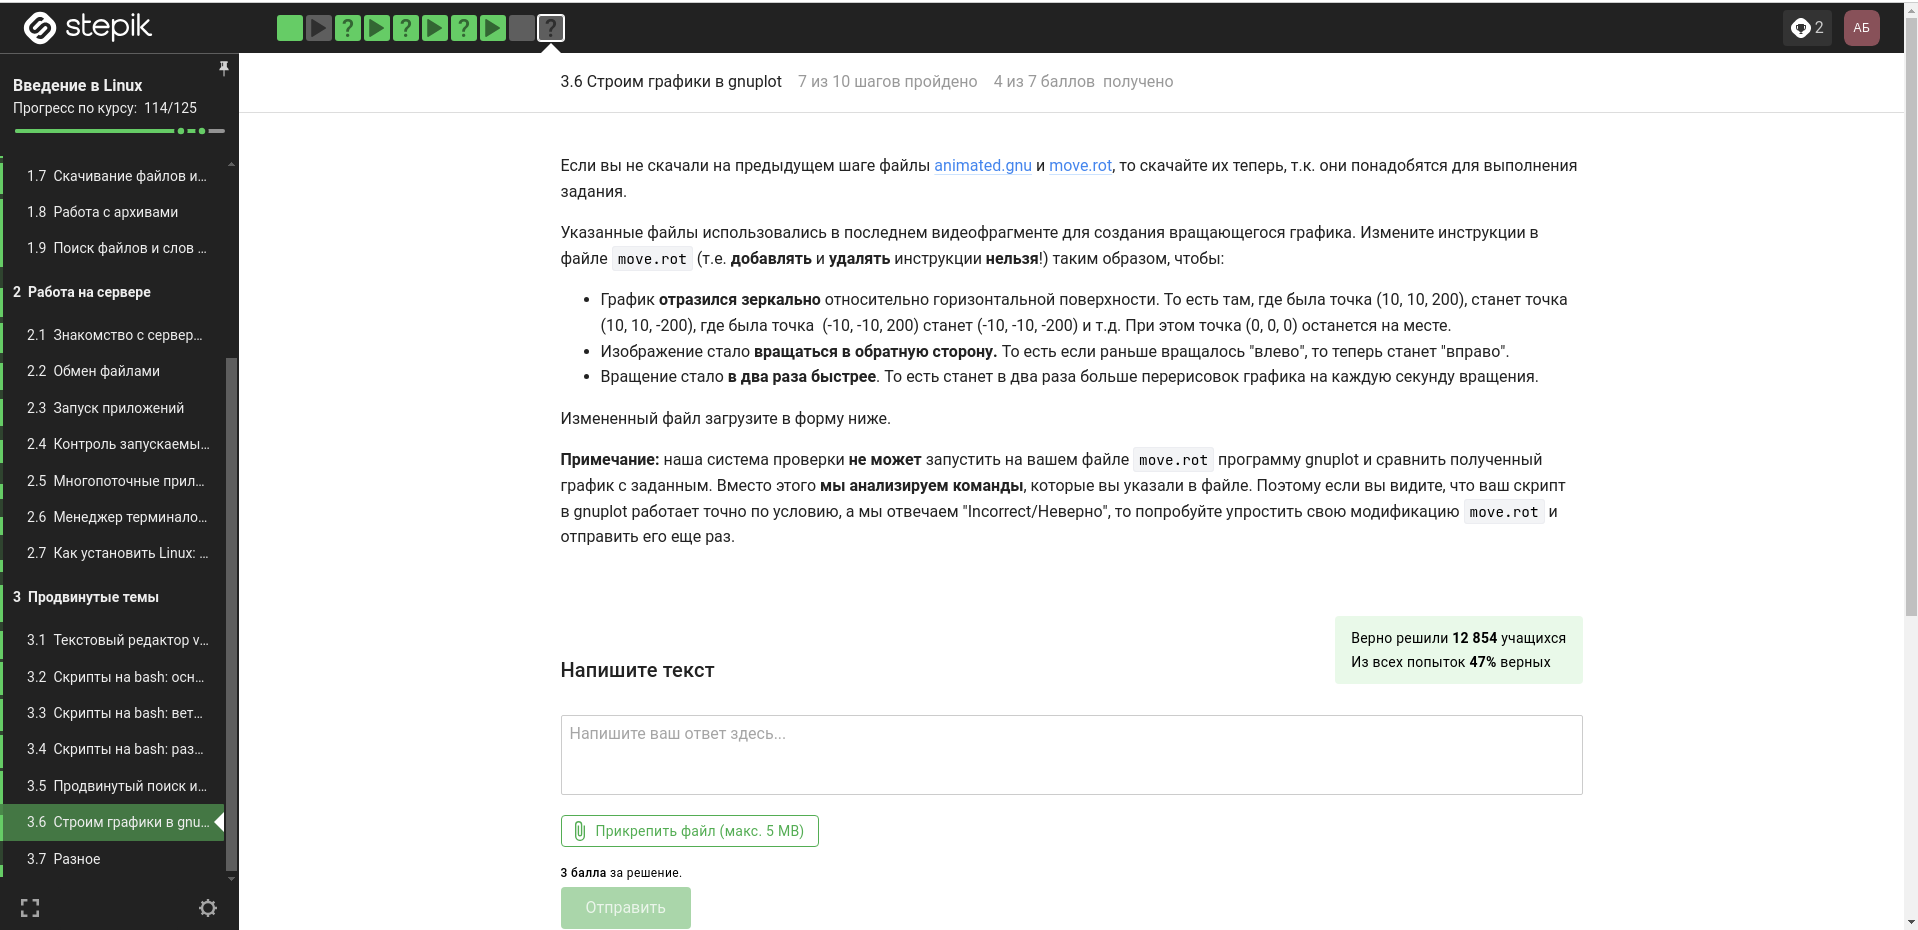 stepik
?
?
?
?
2
АБ
Введение в Linux
Прогресс по курсу: 114/125
1.7 Скачивание файлов и...
1.8 Работа с архивами
1.9 Поиск файлов и слов ...
2 Работа на сервере
2.1 Знакомство с сервер...
2.2 Обмен файлами
2.3 Запуск приложений
2.4 Контроль запускаемы...
2.5 Многопоточные прил...
2.6 Менеджер терминало...
2.7 Как установить Linux: ...
3 Продвинутые темы
3.1 Текстовый редактор v...
3.2 Скрипты на bash: осн...
3.3 Скрипты на bash: вет...
3.4 Скрипты на bash: раз...
3.5 Продвинутый поиск и...
3.6 Строим графики в gnu...
3.7 Разное
3.6 Строим графики в gnuplot 7 из 10 шагов пройдено 4 из 7 баллов получено
Если вы не скачали на предыдущем шаге файлы animated.gnu и move.rot, то скачайте их теперь, т.к. они понадобятся для выполнения
задания.
Указанные файлы использовались в последнем видеофрагменте для создания вращающегося графика. Измените инструкции в
файле move.rot (т.е. добавлять и удалять инструкции нельзя!) таким образом, чтобы:
• График отразился зеркально относительно горизонтальной поверхности. То есть там, где была точка (10, 10, 200), станет точка
(10, 10, -200), где была точка (-10, -10, 200) станет (-10, -10, -200) и т.д. При этом точка (0, 0, 0) останется на месте.
• Изображение стало вращаться в обратную сторону. То есть если раньше вращалось "влево", то теперь станет "вправо".
• Вращение стало в два раза быстрее. То есть станет в два раза больше перерисовок графика на каждую секунду вращения.
Измененный файл загрузите в форму ниже.
Примечание: наша система проверки не может запустить на вашем файле move.rot программу gnuplot и сравнить полученный
график с заданным. Вместо этого мы анализируем команды, которые вы указали в файле. Поэтому если вы видите, что ваш скрипт
в gnuplot работает точно по условию, а мы отвечаем "Incorrect/Неверно", то попробуйте упростить свою модификацию move.rot и
отправить его еще раз.
Верно решили 12 854 учащихся
Из всех попыток 47% верных
Напишите текст
Напишите ваш ответ здесь...
Прикрепить файл (макс. 5 MB)
3 балла за решение.
Отправить